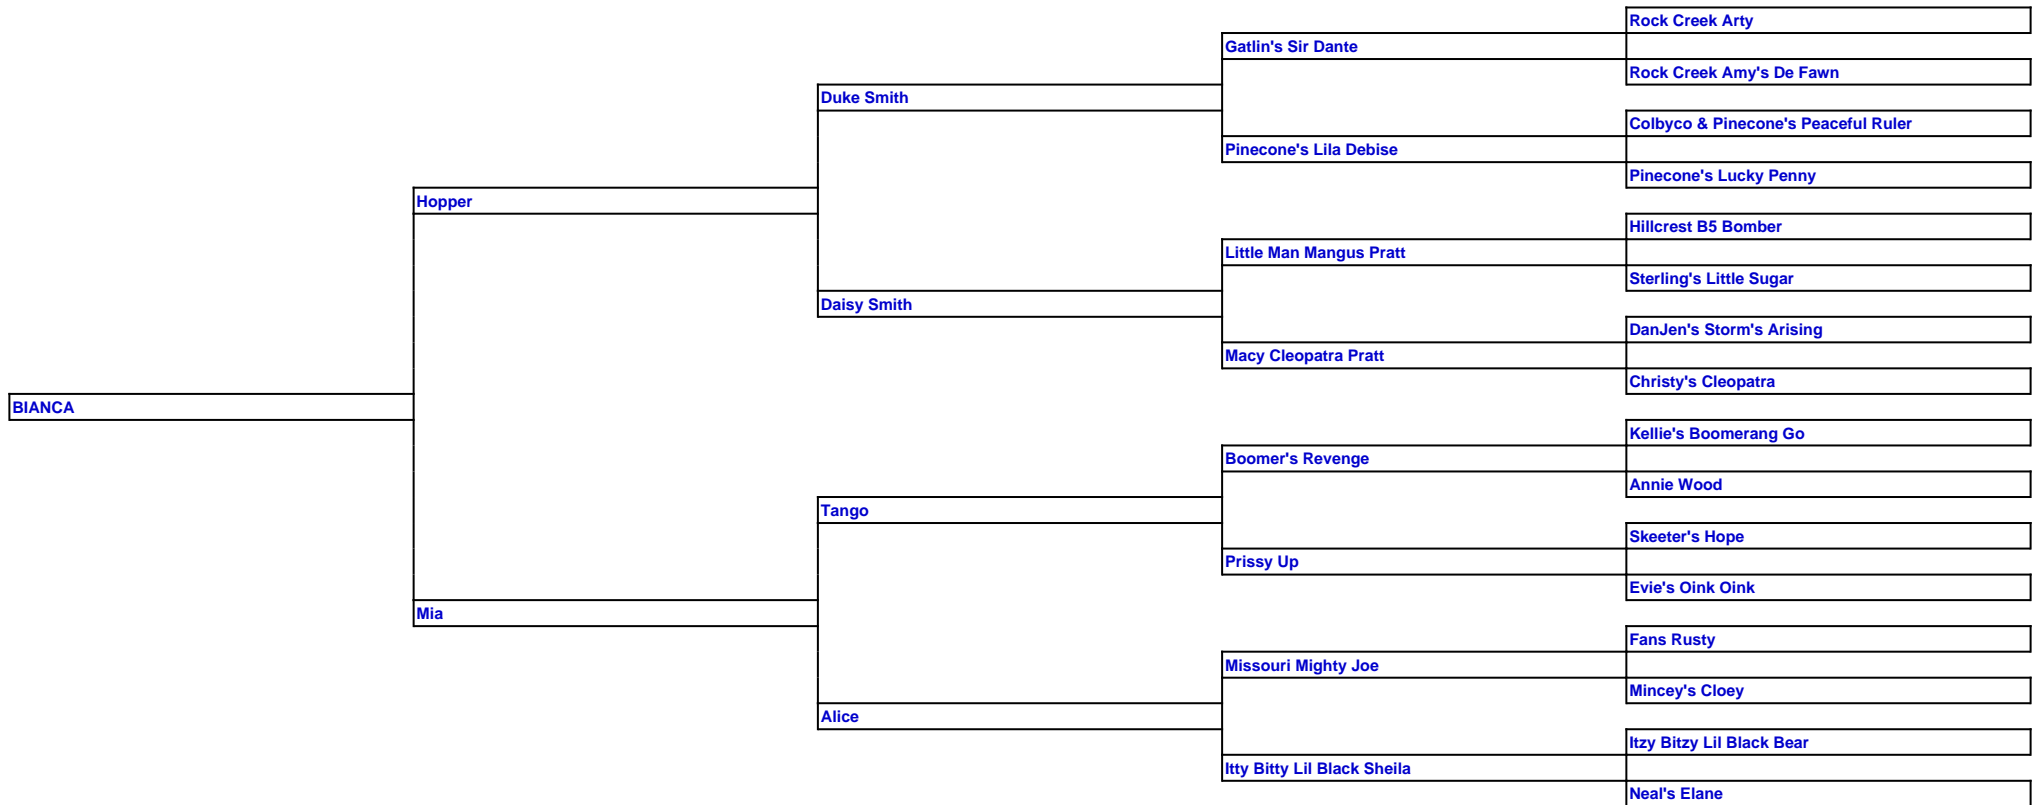 Rock Creek Arty
Gatlin's Sir Dante
Rock Creek Amy's De Fawn
Duke Smith
Colbyco & Pinecone's Peaceful Ruler
Pinecone's Lila Debise
Pinecone's Lucky Penny
Hopper
Hillcrest B5 Bomber
Little Man Mangus Pratt
Sterling's Little Sugar
Daisy Smith
DanJen's Storm's Arising
Macy Cleopatra Pratt
Christy's Cleopatra
BIANCA
Kellie's Boomerang Go
Boomer's Revenge
Annie Wood
Tango
Skeeter's Hope
Prissy Up
Evie's Oink Oink
Mia
Fans Rusty
Missouri Mighty Joe
Mincey's Cloey
Alice
Itzy Bitzy Lil Black Bear
Itty Bitty Lil Black Sheila
Neal's Elane